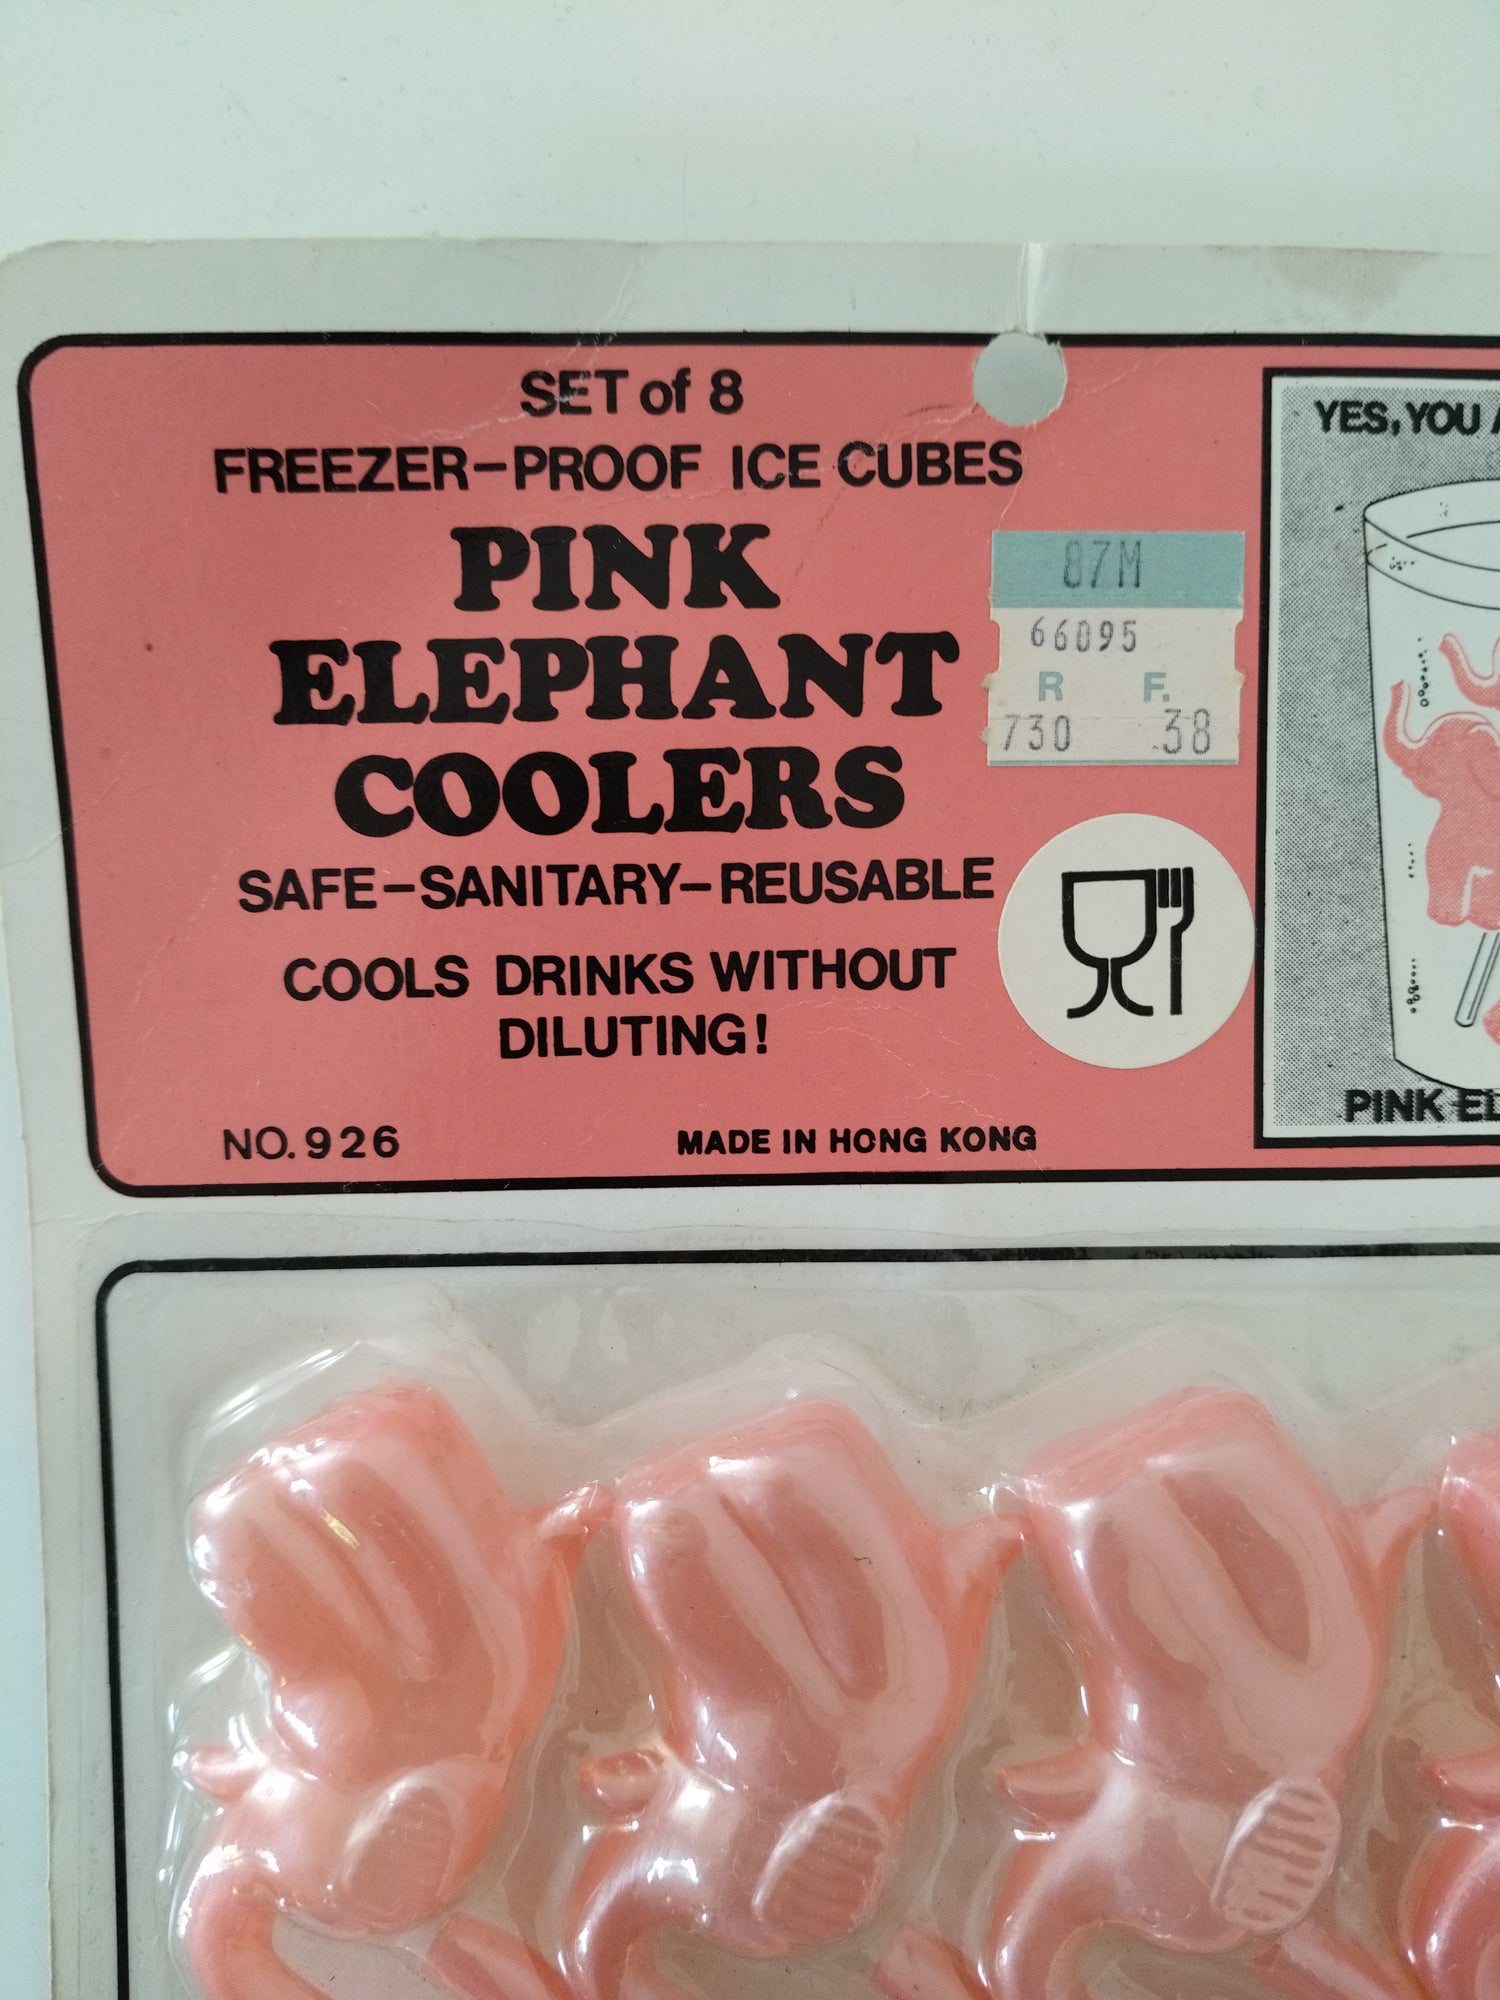 SET of 8
FREEZER-PROOF ICE CUBES
PINK
ELEPHANT
COOLERS
SAFE-SANITARY-REUSABLE
COOLS DRINKS WITHOUT
DILUTING!
NO. 926
MADE IN HONG KONG
87M
66095
R F.
730 38
YES, YOU
PINK